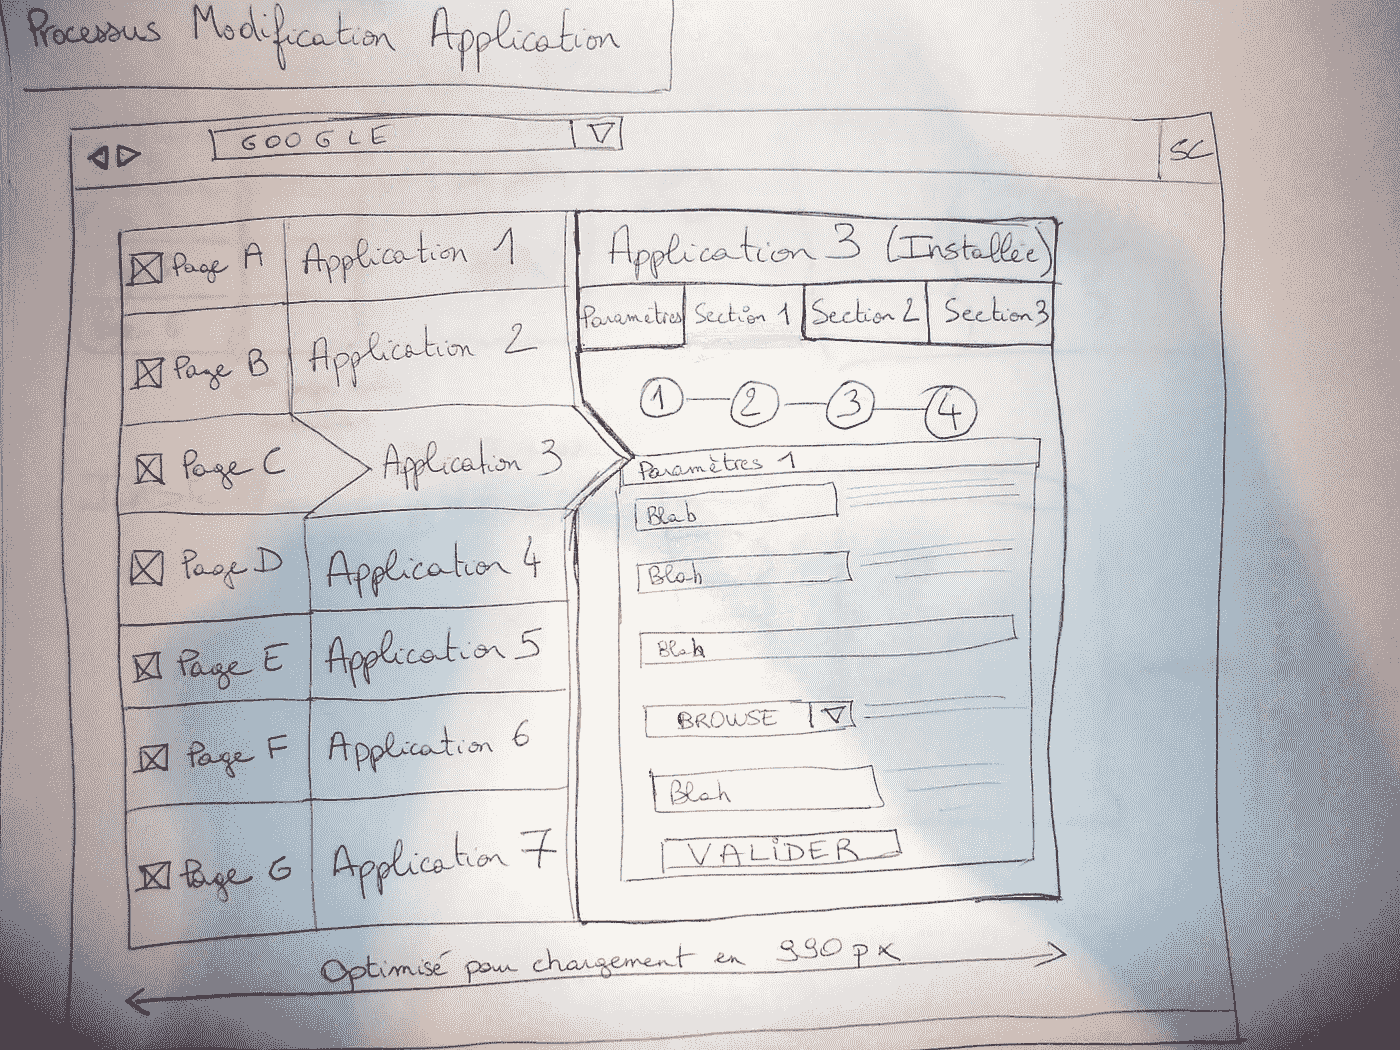 Processus Modification Application
GOOGLE
SC
Page A
Application 1
Page B
Application 2
Page C
Application 3
Page D
Application 4
Page E
Application 5
Page F
Application 6
Page G
Application 7
Application 3 (Installée)
Paramètres Section 1 Section 2 Section 3
1 2 3 4
Paramètres 1
Blab
Blah
Blah
BROWSE
Blah
VALIDER
Optimisé pour chargement en 990 px